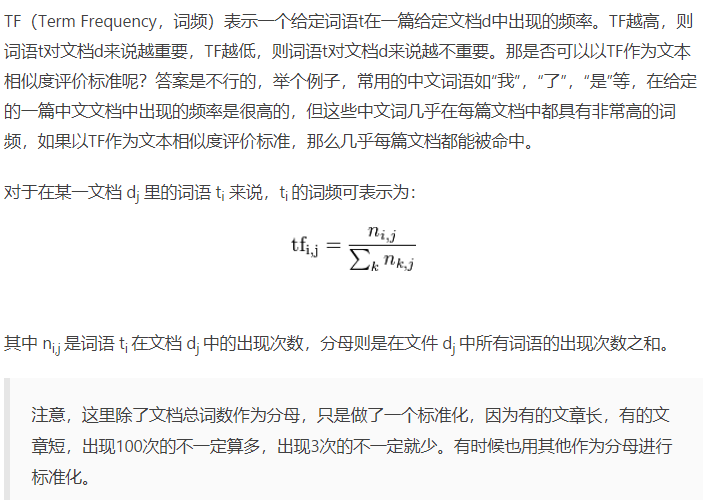 TF（Term Frequency，词频）表示一个给定词语t在一篇给定文档d中出现的频率。TF越高，则
词语t对文档d来说越重要，TF越低，则词语t对文档d来说越不重要。那是否可以以TF作为文本
相似度评价标准呢？答案是不行的，举个例子，常用的中文词语如“我”，“了”，“是”等，在给定
的一篇中文文档中出现的频率是很高的，但这些中文词几乎在每篇文档中都具有非常高的词
频，如果以TF作为文本相似度评价标准，那么几乎每篇文档都能被命中。
对于在某一文档 dj 里的词语 ti 来说，ti 的词频可表示为：
tfi,j = ni,j / ∑k nk,j
其中 ni,j 是词语 ti 在文档 dj 中的出现次数，分母则是在文件 dj 中所有词语的出现次数之和。
注意，这里除了文档总词数作为分母，只是做了一个标准化，因为有的文章长，有的文
章短，出现100次的不一定算多，出现3次的不一定就少。有时候也用其他作为分母进行
标准化。